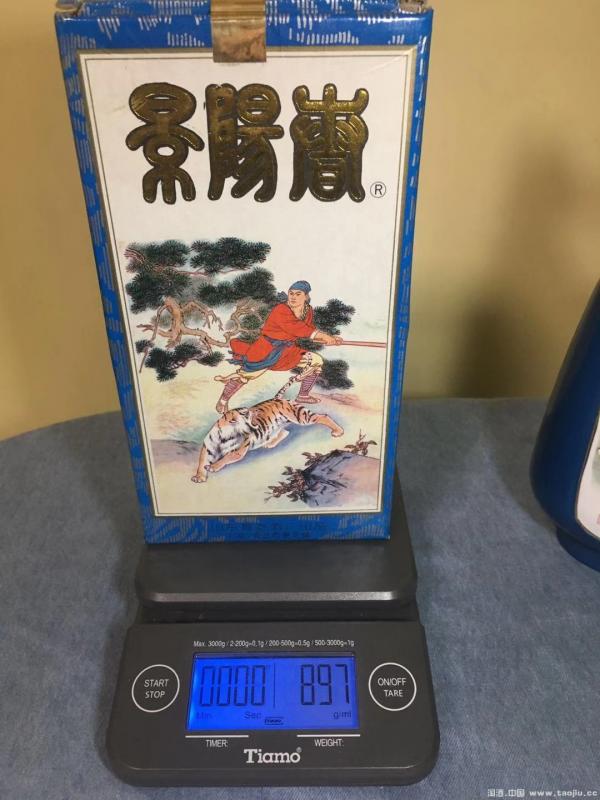 景陽春
®
Max. 3000g / 2-200g=0.1g / 200-500g=0.5g / 500-3000g=1g
START
STOP
0000
897
ON/OFF
TARE
Min
Sec
g/ml
TIMER:
WEIGHT:
Tiamo®
淘酒.中国 www.taojiu.cc